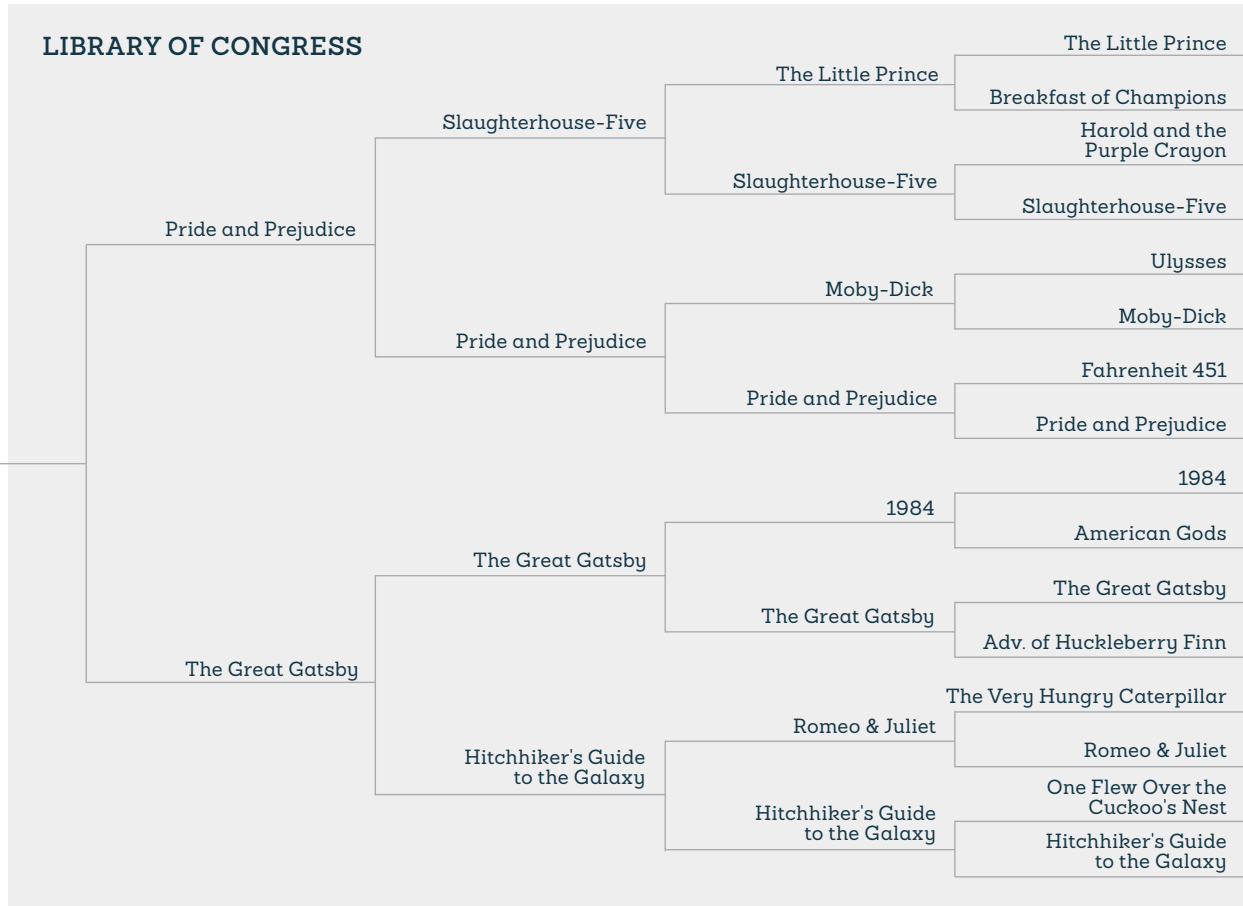 LIBRARY OF CONGRESS
The Little Prince
Breakfast of Champions
Harold and the
Purple Crayon
Slaughterhouse-Five
Ulysses
Moby-Dick
Fahrenheit 451
Pride and Prejudice
1984
American Gods
The Great Gatsby
Adv. of Huckleberry Finn
The Very Hungry Caterpillar
Romeo & Juliet
One Flew Over the
Cuckoo's Nest
Hitchhiker's Guide
to the Galaxy
The Little Prince
Slaughterhouse-Five
Moby-Dick
Pride and Prejudice
1984
The Great Gatsby
Romeo & Juliet
Hitchhiker's Guide
to the Galaxy
Slaughterhouse-Five
Pride and Prejudice
The Great Gatsby
Hitchhiker's Guide
to the Galaxy
Pride and Prejudice
The Great Gatsby